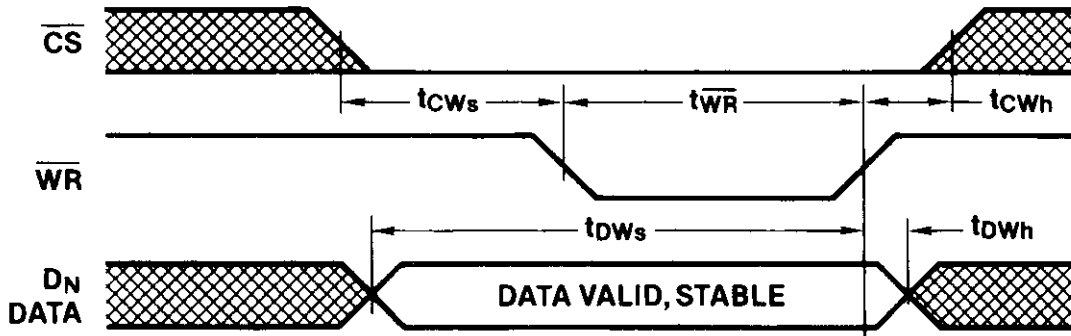 CS
tCWs
tWR
tCWh
WR
tDWs
tDWh
DN
DATA
DATA VALID, STABLE